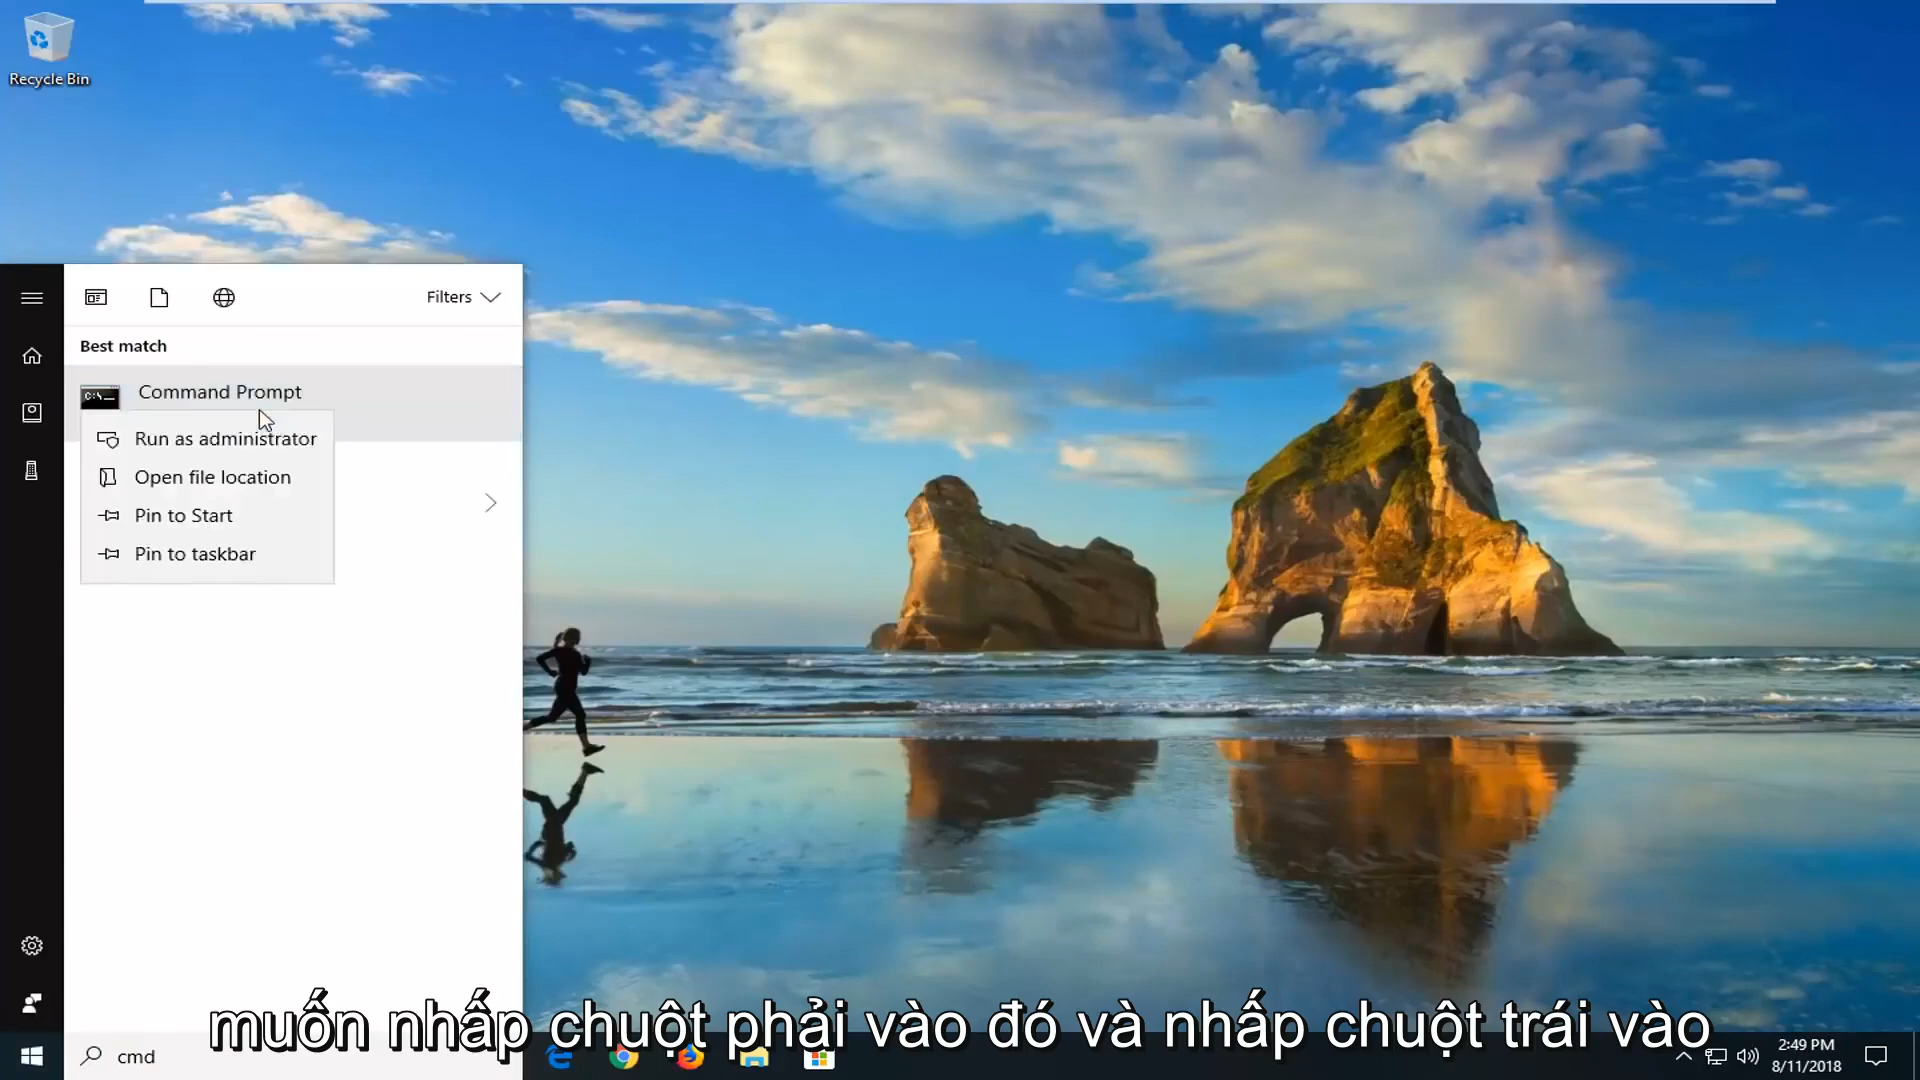 Recycle Bin
Filters
Best match
Command Prompt
Run as administrator
Open file location
Pin to Start
Pin to taskbar
muốn nhấp chuột phải vào đó và nhấp chuột trái vào
cmd
2:49 PM
8/11/2018